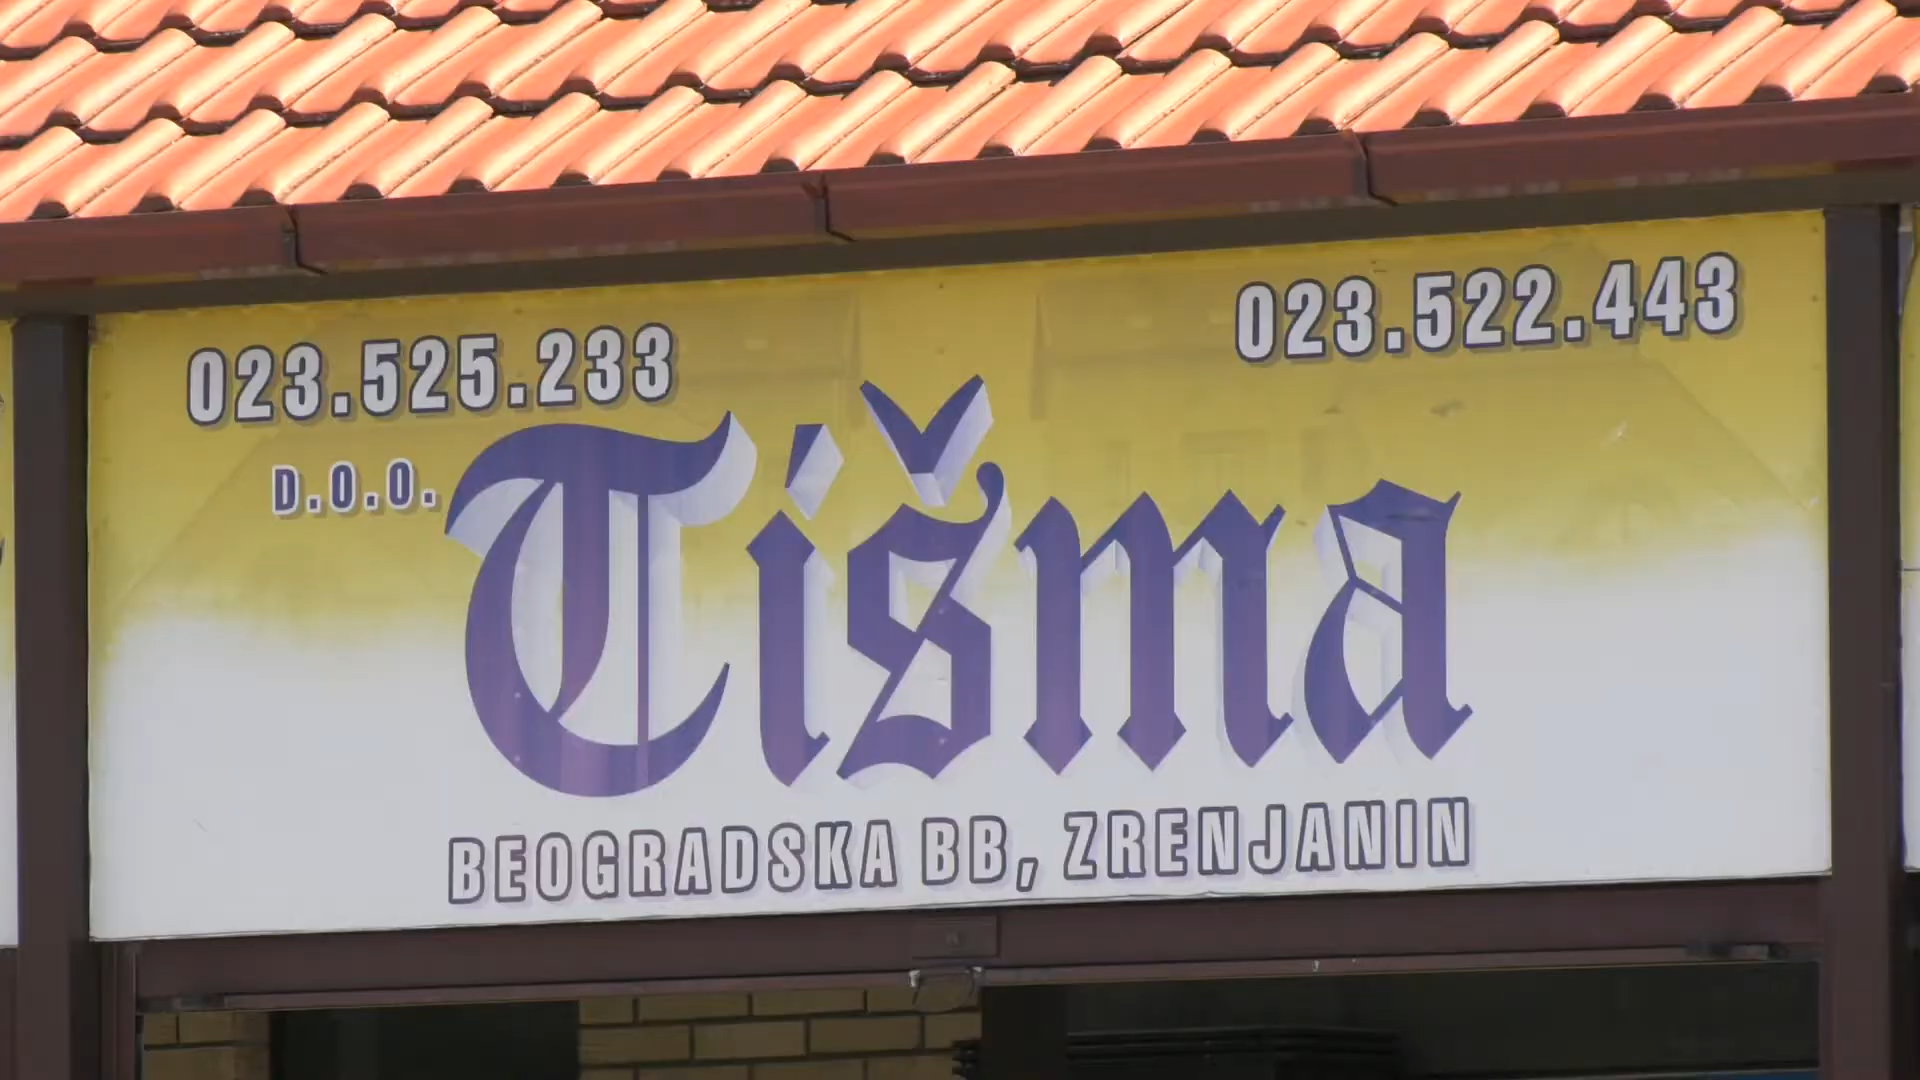 023.525.233
023.522.443
D.O.O.
Tišma
BEOGRADSKA BB, ZRENJANIN